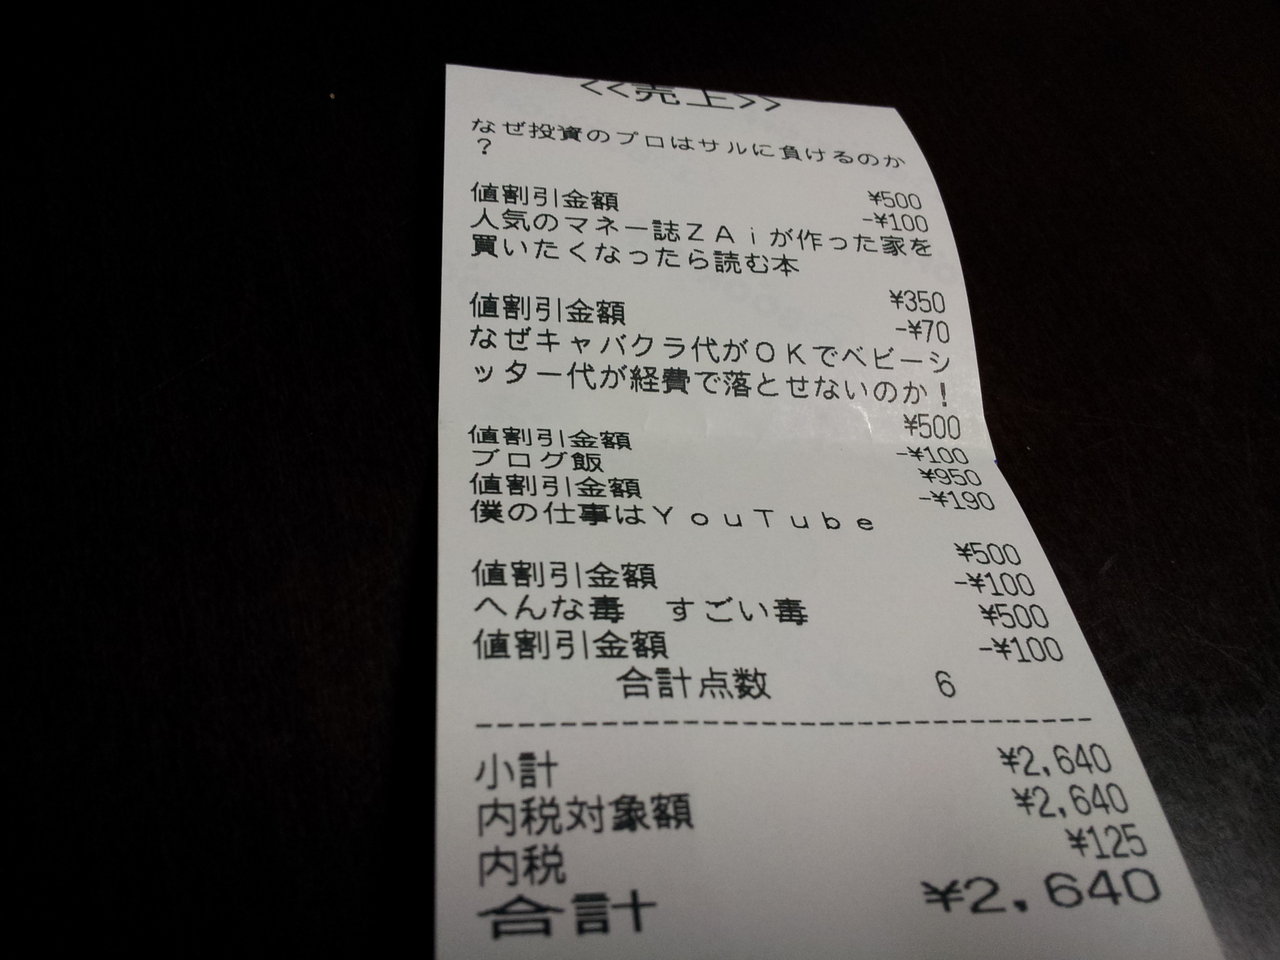 <<売上>>
なぜ投資のプロはサルに負けるのか
?
¥500
値割引金額 -¥100
人気のマネー誌ZAiが作った家を
買いたくなったら読む本
¥350
値割引金額 -¥70
なぜキャバクラ代がOKでベビーシ
ッター代が経費で落とせないのか!
¥500
値割引金額 -¥100
ブログ飯 ¥950
値割引金額 -¥190
僕の仕事はYouTube
¥500
値割引金額 -¥100
へんな毒 すごい毒 ¥500
値割引金額 -¥100
合計点数 6
小計 ¥2,640
内税対象額 ¥2,640
内税 ¥125
合計 ¥2,640